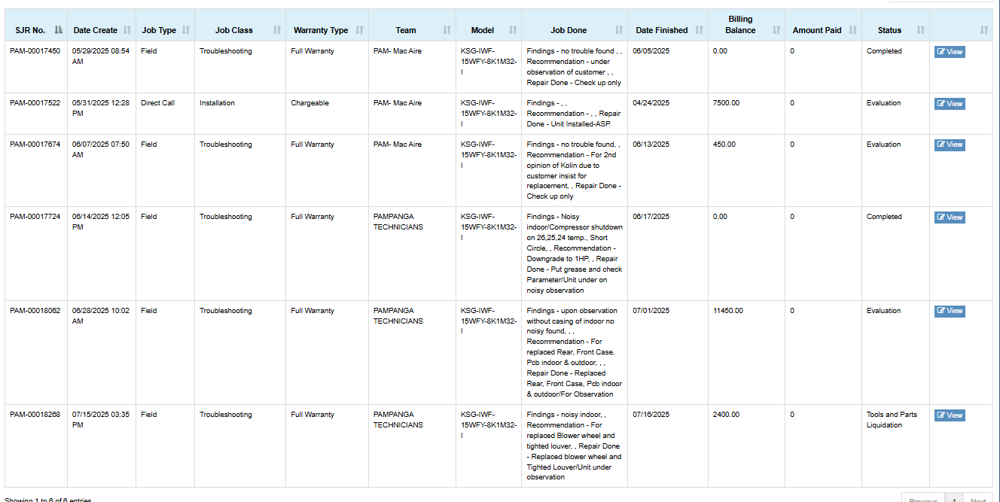 SJR No. Date Create Job Type Job Class Warranty Type Team Model Job Done Date Finished Billing Balance Amount Paid Status
PAM-00017450 05/29/2025 08:54 AM Field Troubleshooting Full Warranty PAM- Mac Aire KSG-IWF-15WFY-8K1M32-I Findings - no trouble found , , Recommendation - under observation of customer , , Repair Done - Check up only 06/05/2025 0.00 0 Completed View
PAM-00017522 05/31/2025 12:28 PM Direct Call Installation Chargeable PAM- Mac Aire KSG-IWF-15WFY-8K1M32-I Findings - , , Recommendation - , , Repair Done - Unit Installed-ASP 04/24/2025 7500.00 0 Evaluation View
PAM-00017674 06/07/2025 07:50 AM Field Troubleshooting Full Warranty PAM- Mac Aire KSG-IWF-15WFY-8K1M32-I Findings - no trouble found, , Recommendation - For 2nd opinion of Kolin due to customer insist for replacement, , Repair Done - Check up only 06/13/2025 450.00 0 Evaluation View
PAM-00017724 06/14/2025 12:05 PM Field Troubleshooting Full Warranty PAMPANGA TECHNICIANS KSG-IWF-15WFY-8K1M32-I Findings - Noisy indoor/Compressor shutdown on 26,25,24 temp., Short Circle, , Recommendation - Downgrade to 1HP, , Repair Done - Put grease and check Parameter/Unit under on noisy observation 06/17/2025 0.00 0 Completed View
PAM-00018062 06/28/2025 10:02 AM Field Troubleshooting Full Warranty PAMPANGA TECHNICIANS KSG-IWF-15WFY-8K1M32-I Findings - upon observation without casing of indoor no noisy found, , , Recommendation - For replaced Rear, Front Case, Pcb indoor & outdoor, , , Repair Done - Replaced Rear, Front Case, Pcb indoor & outdoor/For Observation 07/01/2025 11450.00 0 Evaluation View
PAM-00018268 07/15/2025 03:35 PM Field Troubleshooting Full Warranty PAMPANGA TECHNICIANS KSG-IWF-15WFY-8K1M32-I Findings - noisy indoor, , Recommendation - For replaced Blower wheel and tighted louver, , Repair Done - Replaced blower wheel and Tighted Louver/Unit under observation 07/16/2025 2400.00 0 Tools and Parts Liquidation View
Showing 1 to 6 of 6 entries Previous 1 Next